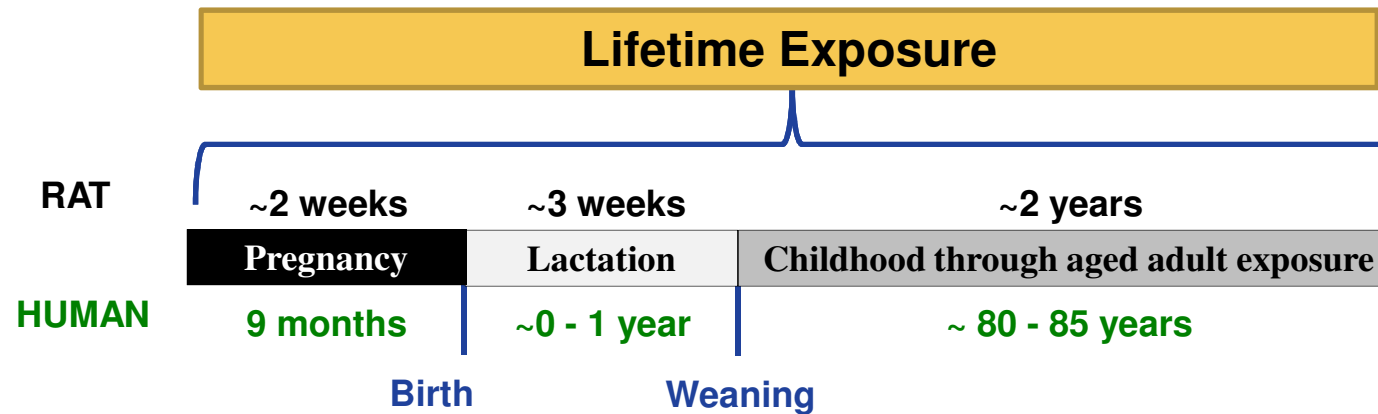 Lifetime Exposure
RAT ~2 weeks ~3 weeks ~2 years
Pregnancy Lactation Childhood through aged adult exposure
HUMAN 9 months ~0 - 1 year ~ 80 - 85 years
Birth Weaning